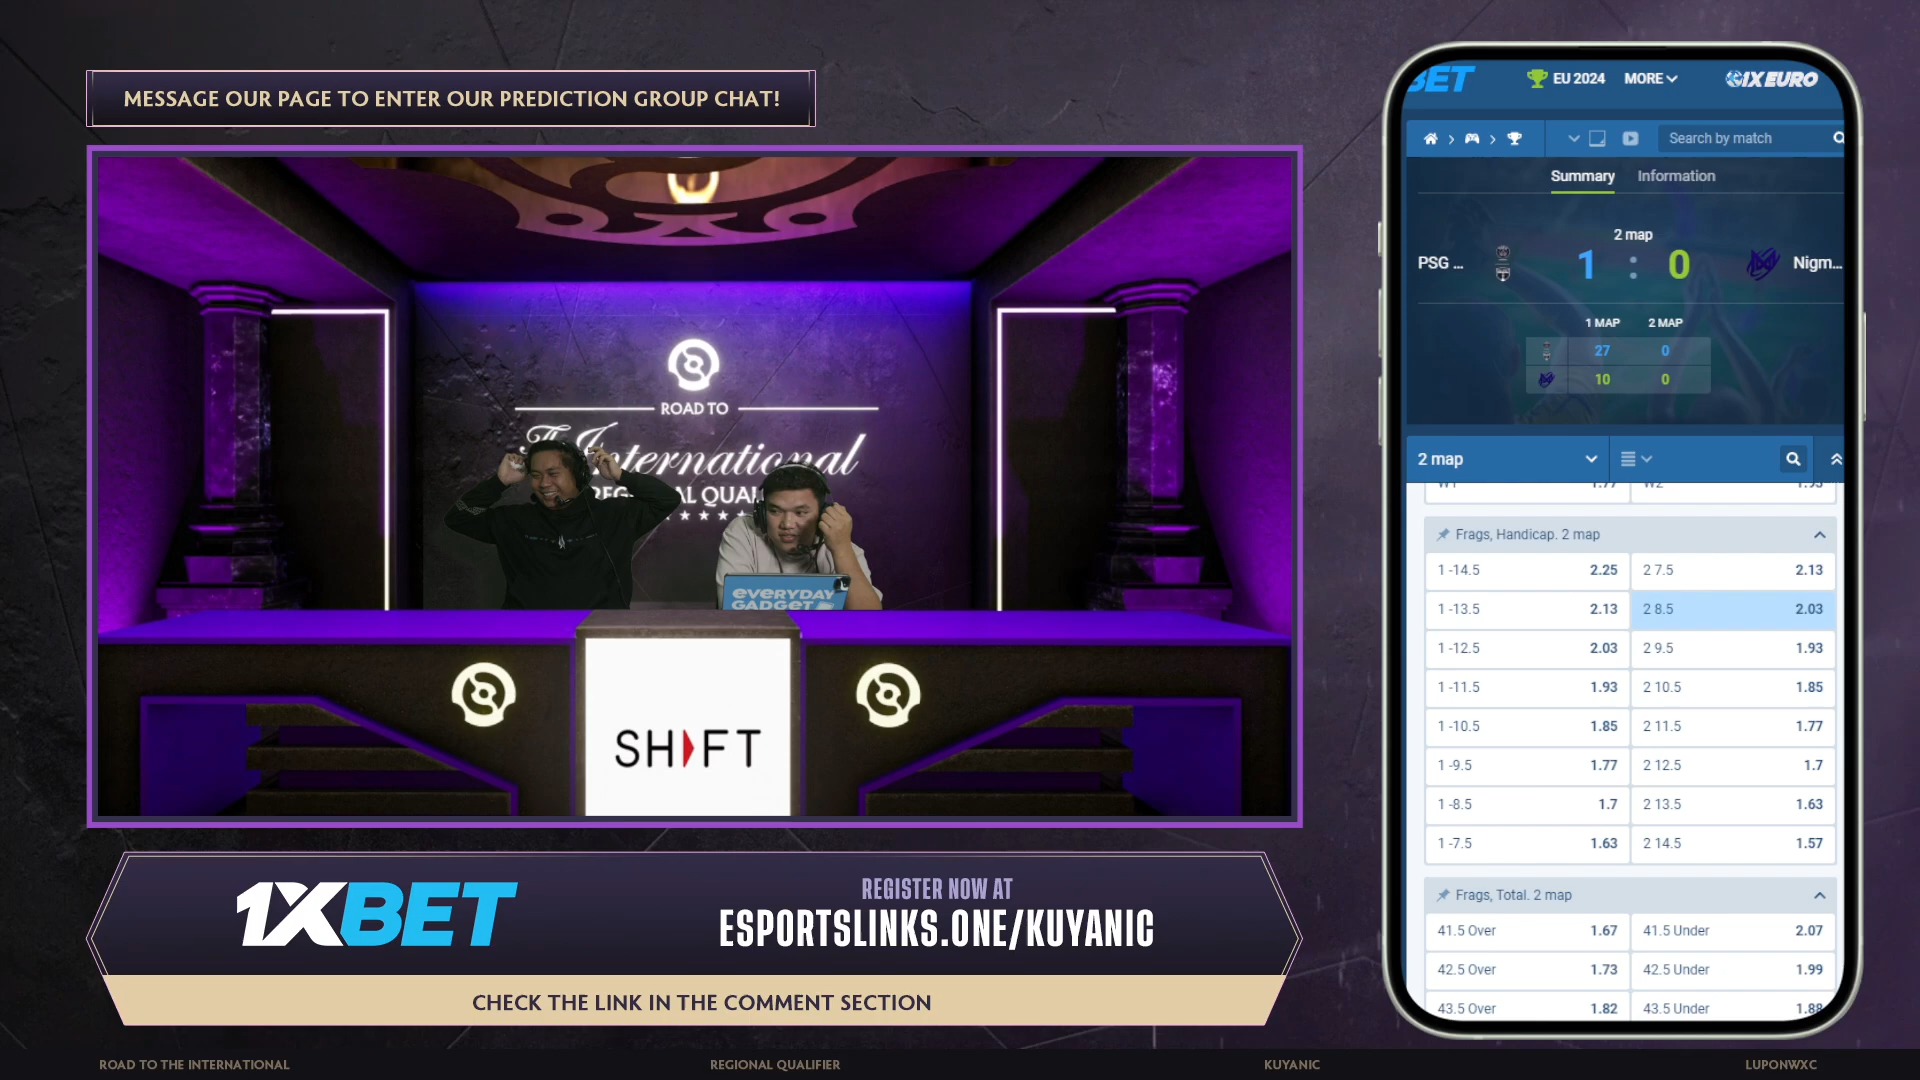 MESSAGE OUR PAGE TO ENTER OUR PREDICTION GROUP CHAT!
ROAD TO
The International
SHIFT
EVERYDAY
GADGET
1XBET
REGISTER NOW AT
ESPORTSLINKS.ONE/KUYANIC
CHECK THE LINK IN THE COMMENT SECTION
BET
EU 2024
MORE
1XEURO
Search by match
Summary
Information
2 map
PSG ...
1 : 0
Nigm...
1 MAP 2 MAP
27 0
10 0
2 map
Frags, Handicap. 2 map
1 -14.5 2.25 2 7.5 2.13
1 -13.5 2.13 2 8.5 2.03
1 -12.5 2.03 2 9.5 1.93
1 -11.5 1.93 2 10.5 1.85
1 -10.5 1.85 2 11.5 1.77
1 -9.5 1.77 2 12.5 1.7
1 -8.5 1.7 2 13.5 1.63
1 -7.5 1.63 2 14.5 1.57
Frags, Total. 2 map
41.5 Over 1.67 41.5 Under 2.07
42.5 Over 1.73 42.5 Under 1.99
43.5 Over 1.82 43.5 Under 1.88
ROAD TO THE INTERNATIONAL
REGIONAL QUALIFIER
KUYANIC
LUPONWXC